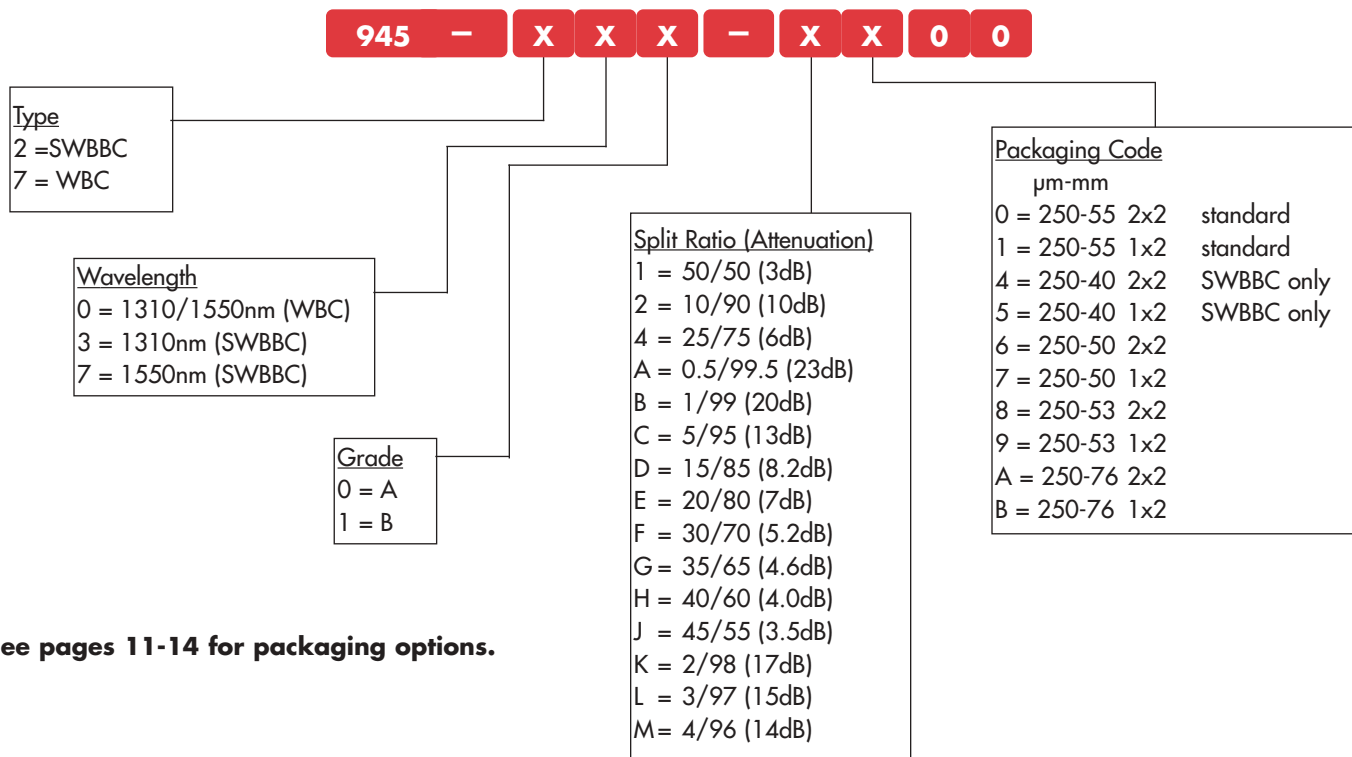 945 – X X X – X X 0 0
Type
2 =SWBBC
7 = WBC
Wavelength
0 = 1310/1550nm (WBC)
3 = 1310nm (SWBBC)
7 = 1550nm (SWBBC)
Grade
0 = A
1 = B
Split Ratio (Attenuation)
1 = 50/50 (3dB)
2 = 10/90 (10dB)
4 = 25/75 (6dB)
A = 0.5/99.5 (23dB)
B = 1/99 (20dB)
C = 5/95 (13dB)
D = 15/85 (8.2dB)
E = 20/80 (7dB)
F = 30/70 (5.2dB)
G = 35/65 (4.6dB)
H = 40/60 (4.0dB)
J = 45/55 (3.5dB)
K = 2/98 (17dB)
L = 3/97 (15dB)
M = 4/96 (14dB)
Packaging Code
µm-mm
0 = 250-55 2x2 standard
1 = 250-55 1x2 standard
4 = 250-40 2x2 SWBBC only
5 = 250-40 1x2 SWBBC only
6 = 250-50 2x2
7 = 250-50 1x2
8 = 250-53 2x2
9 = 250-53 1x2
A = 250-76 2x2
B = 250-76 1x2
ee pages 11-14 for packaging options.